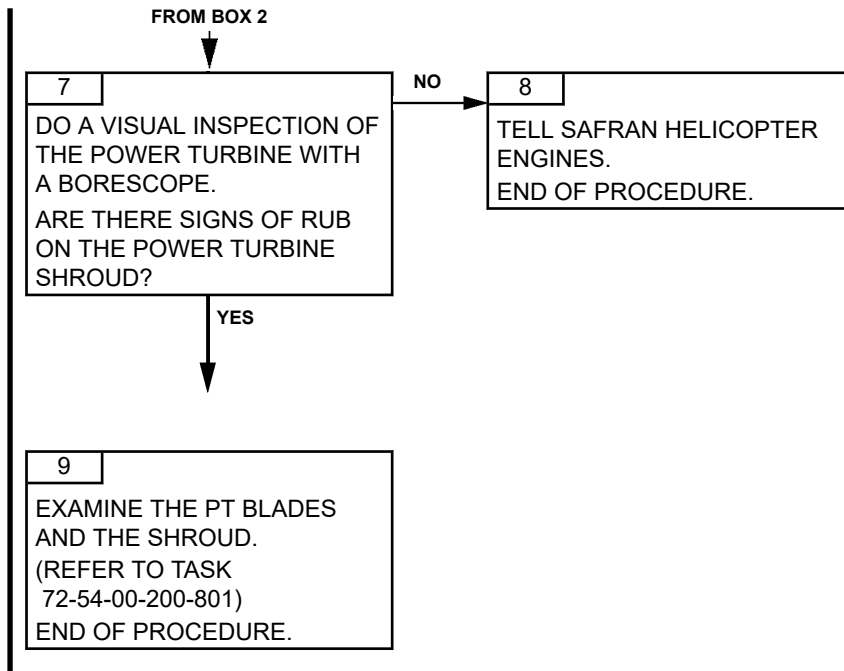 FROM BOX 2
7
DO A VISUAL INSPECTION OF
THE POWER TURBINE WITH
A BORESCOPE.
ARE THERE SIGNS OF RUB
ON THE POWER TURBINE
SHROUD?
NO
8
TELL SAFRAN HELICOPTER
ENGINES.
END OF PROCEDURE.
YES
9
EXAMINE THE PT BLADES
AND THE SHROUD.
(REFER TO TASK
72-54-00-200-801)
END OF PROCEDURE.